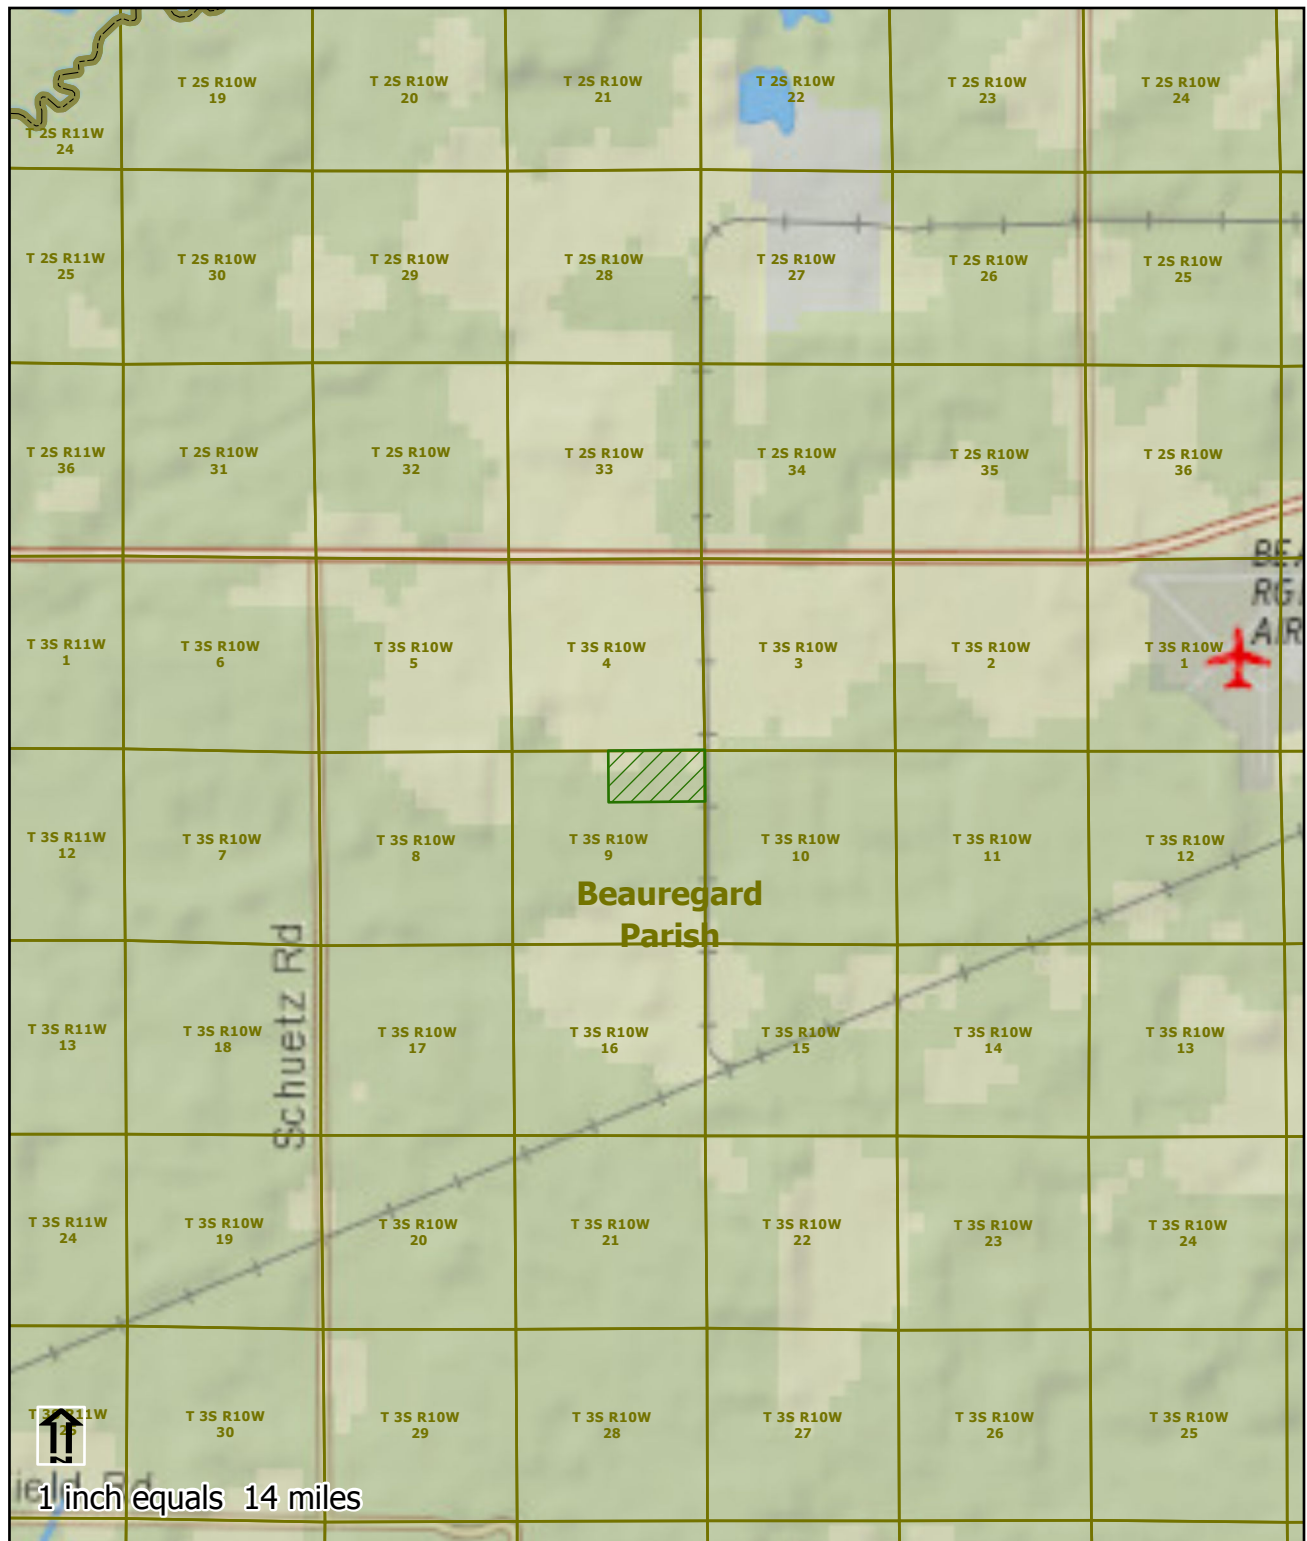 T 2S R10W
19
T 2S R10W
20
T 2S R10W
21
T 2S R10W
22
T 2S R10W
23
T 2S R10W
24
T 2S R11W
24
T 2S R11W
25
T 2S R10W
30
T 2S R10W
29
T 2S R10W
28
T 2S R10W
27
T 2S R10W
26
T 2S R10W
25
T 2S R11W
36
T 2S R10W
31
T 2S R10W
32
T 2S R10W
33
T 2S R10W
34
T 2S R10W
35
T 2S R10W
36
BEA
RGI
AIR
T 3S R11W
1
T 3S R10W
6
T 3S R10W
5
T 3S R10W
4
T 3S R10W
3
T 3S R10W
2
T 3S R10W
1
T 3S R11W
12
T 3S R10W
7
T 3S R10W
8
T 3S R10W
9
T 3S R10W
10
T 3S R10W
11
T 3S R10W
12
Beauregard
Parish
Schuetz Rd
T 3S R11W
13
T 3S R10W
18
T 3S R10W
17
T 3S R10W
16
T 3S R10W
15
T 3S R10W
14
T 3S R10W
13
T 3S R11W
24
T 3S R10W
19
T 3S R10W
20
T 3S R10W
21
T 3S R10W
22
T 3S R10W
23
T 3S R10W
24
T 3S R11W
25
T 3S R10W
30
T 3S R10W
29
T 3S R10W
28
T 3S R10W
27
T 3S R10W
26
T 3S R10W
25
N
ield Rd
1 inch equals 14 miles